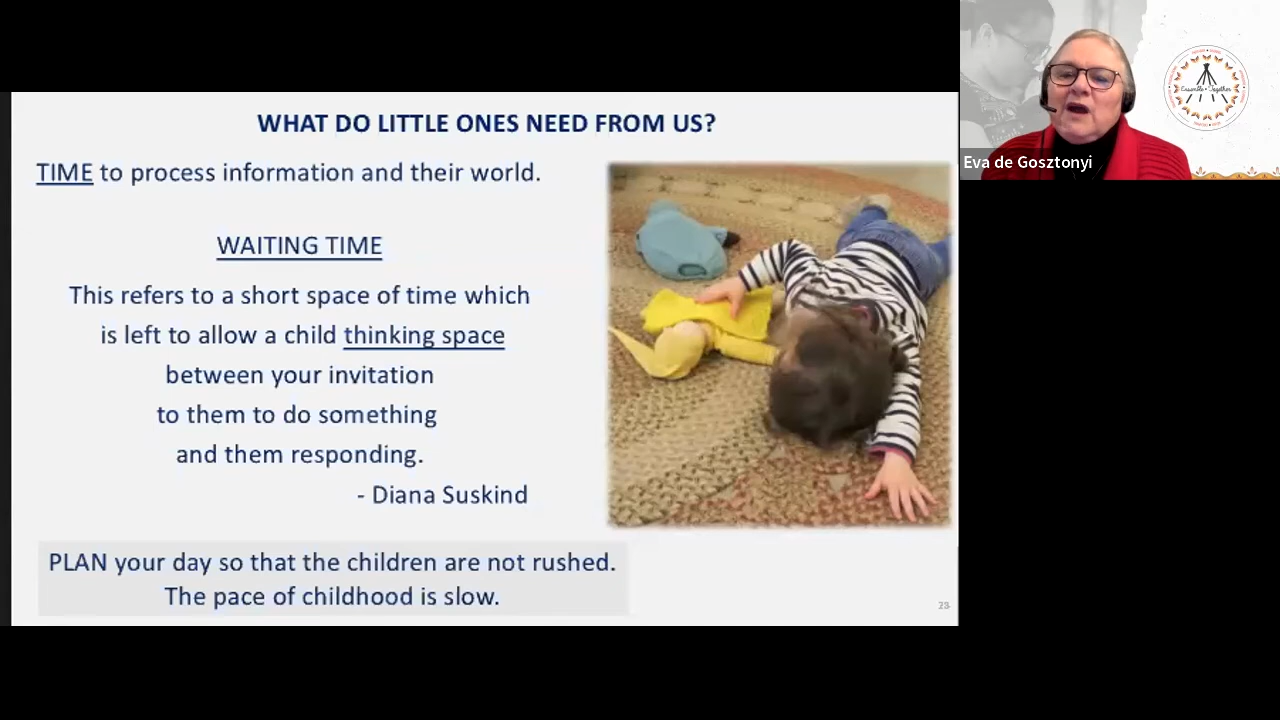 WHAT DO LITTLE ONES NEED FROM US?
TIME to process information and their world.
WAITING TIME
This refers to a short space of time which
is left to allow a child thinking space
between your invitation
to them to do something
and them responding.
- Diana Suskind
PLAN your day so that the children are not rushed.
The pace of childhood is slow.
28
Eva de Gosztonyi
Ensemble • Together